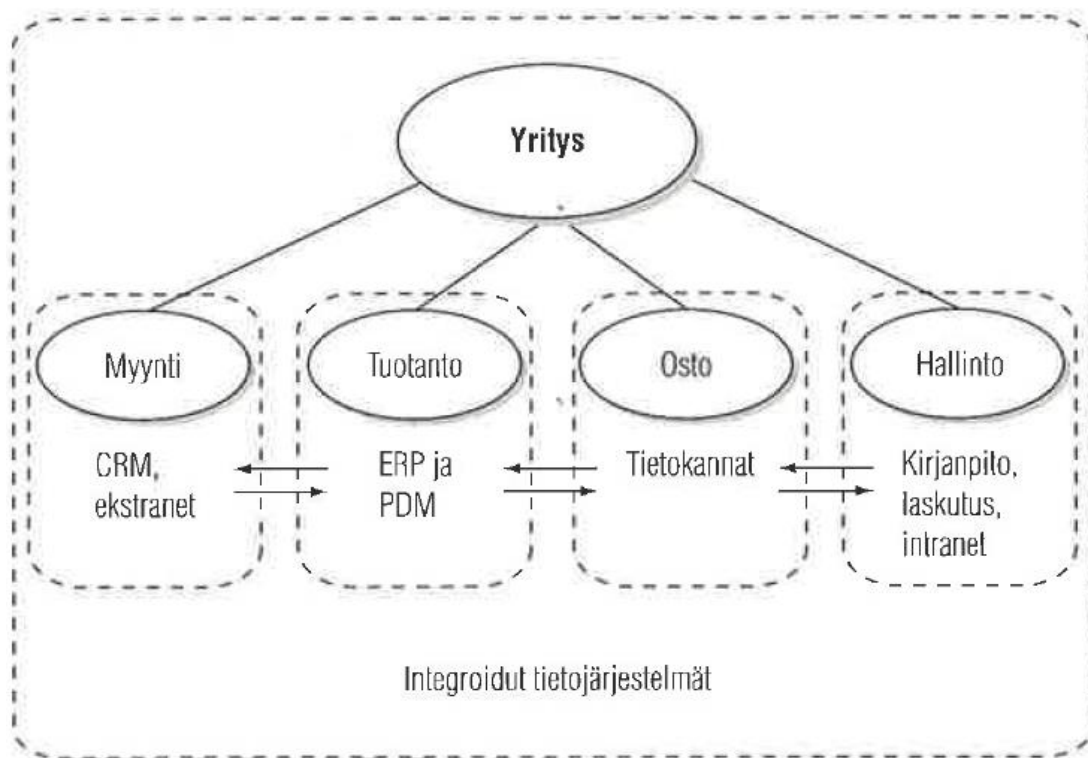 Yritys
Myynti
CRM,
ekstranet
Tuotanto
ERP ja
PDM
Osto
Tietokannat
Hallinto
Kirjanpito,
laskutus,
intranet
Integroidut tietojärjestelmät